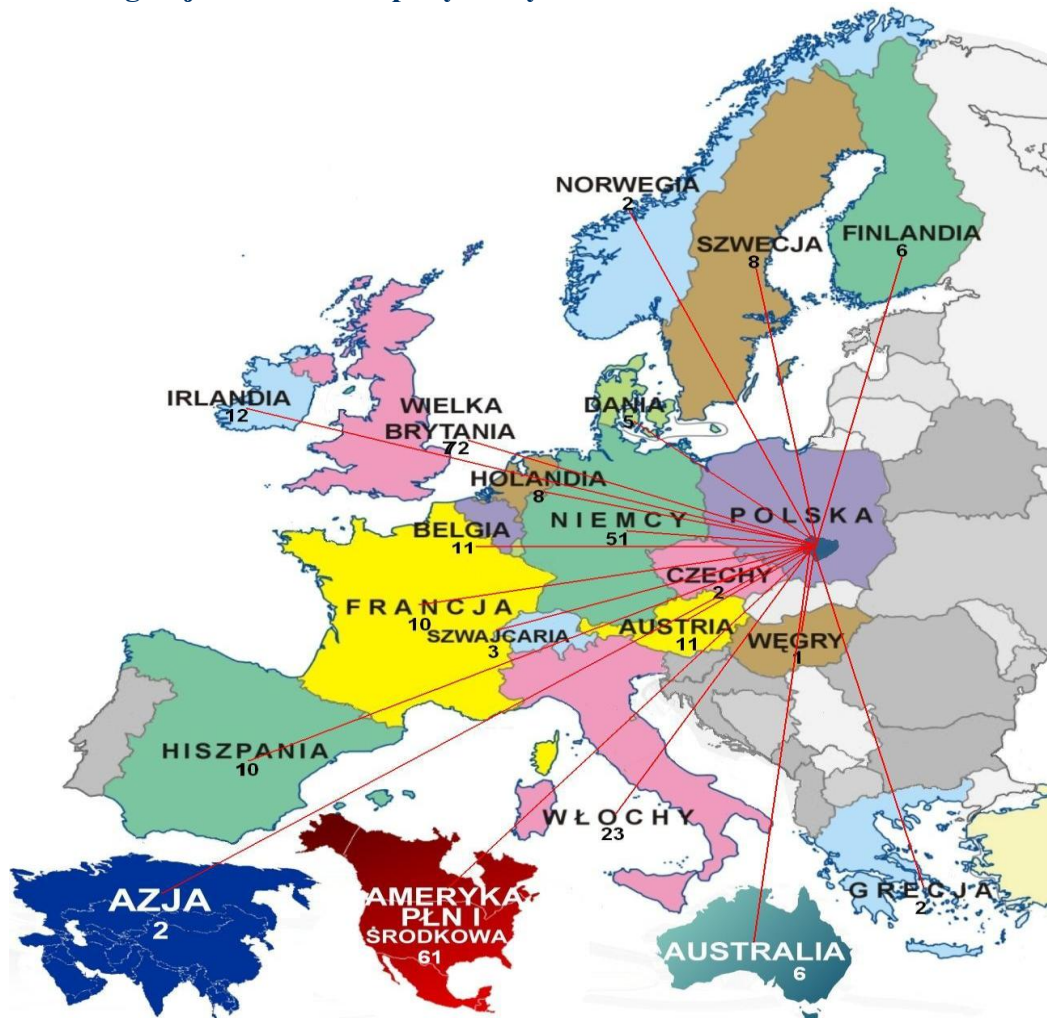 NORWEGIA
2
SZWECJA
8
FINLANDIA
6
IRLANDIA
12
WIELKA
BRYTANIA
72
DANIA
5
HOLANDIA
8
NIEMCY
51
POLSKA
BELGIA
11
CZECHY
2
FRANCJA
10
SZWAJCARIA
3
AUSTRIA
11
WĘGRY
1
HISZPANIA
10
WŁOCHY
23
GRECJA
2
AZJA
2
AMERYKA
PŁN I
ŚRODKOWA
61
AUSTRALIA
6